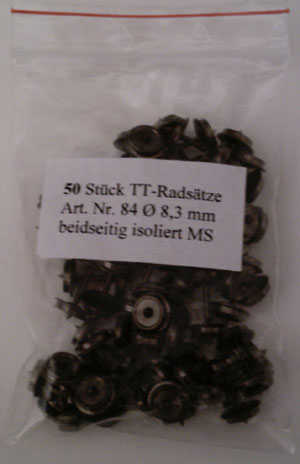 50 Stück TT-Radsätze
Art. Nr. 84 Ø 8,3 mm
beidseitig isoliert MS